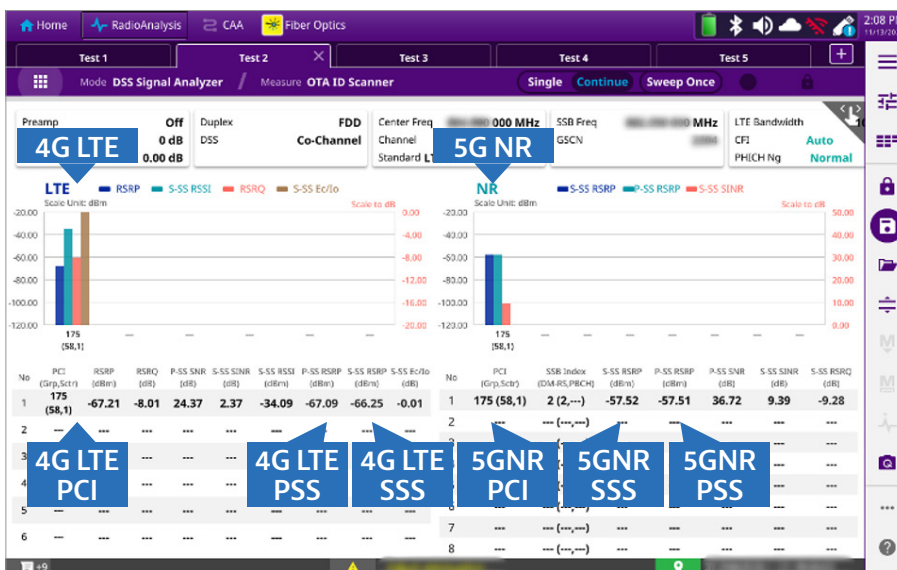 Home RadioAnalysis CAA Fiber Optics 2:08
11/13/20
Test 1 Test 2 × Test 3 Test 4 Test 5 +
Mode DSS Signal Analyzer / Measure OTA ID Scanner Single Continue Sweep Once
Preamp Off Duplex FDD Center Freq 000 MHz SSB Freq MHz LTE Bandwidth
0 dB DSS Co-Channel Channel GSCN CFI Auto
0.00 dB Standard PHICH Ng Normal
4G LTE 5G NR
LTE RSRP S-SS RSSI RSRQ S-SS Ec/Io NR S-SS RSRP P-SS RSRP S-SS SINR
Scale Unit: dBm Scale to dB Scale Unit: dBm Scale to dB
-20.00 0.00 -20.00 50.00
-40.00 -4.00 -40.00 40.00
-60.00 -8.00 -60.00 30.00
-80.00 -12.00 -80.00 20.00
-100.00 -16.00 -100.00 10.00
-120.00 -20.00 -120.00 0.00
175 -- -- -- -- -- 175 -- -- -- -- -- -- --
(58,1) (58,1)
No PCI (Grp,Sctr) RSRP (dBm) RSRQ (dB) P-SS SNR (dB) S-SS SINR (dB) S-SS RSSI (dBm) P-SS RSRP (dBm) S-SS RSRP (dBm) S-SS Ec/Io (dB)
1 175 (58,1) -67.21 -8.01 24.37 2.37 -34.09 -67.09 -66.25 -0.01
2 --- --- --- --- --- --- --- --- ---
3 --- --- ---
4 --- --- ---
5 --- --- --- --- --- --- --- --- ---
6 --- --- --- --- --- --- --- --- ---
No PCI (Grp,Sctr) SSB Index (DM-RS,PBCH) S-SS RSRP (dBm) P-SS RSRP (dBm) P-SS SNR (dB) S-SS SINR (dB) S-SS RSRQ (dB)
1 175 (58,1) 2 (2,---) -57.52 -57.51 36.72 9.39 -9.28
2 --- --- (---,---) --- --- --- --- ---
7 --- --- (---,---) --- --- --- --- ---
8 --- --- (---,---) --- --- --- --- ---
4G LTE
PCI
4G LTE
PSS
4G LTE
SSS
5GNR
PCI
5GNR
SSS
5GNR
PSS
+9